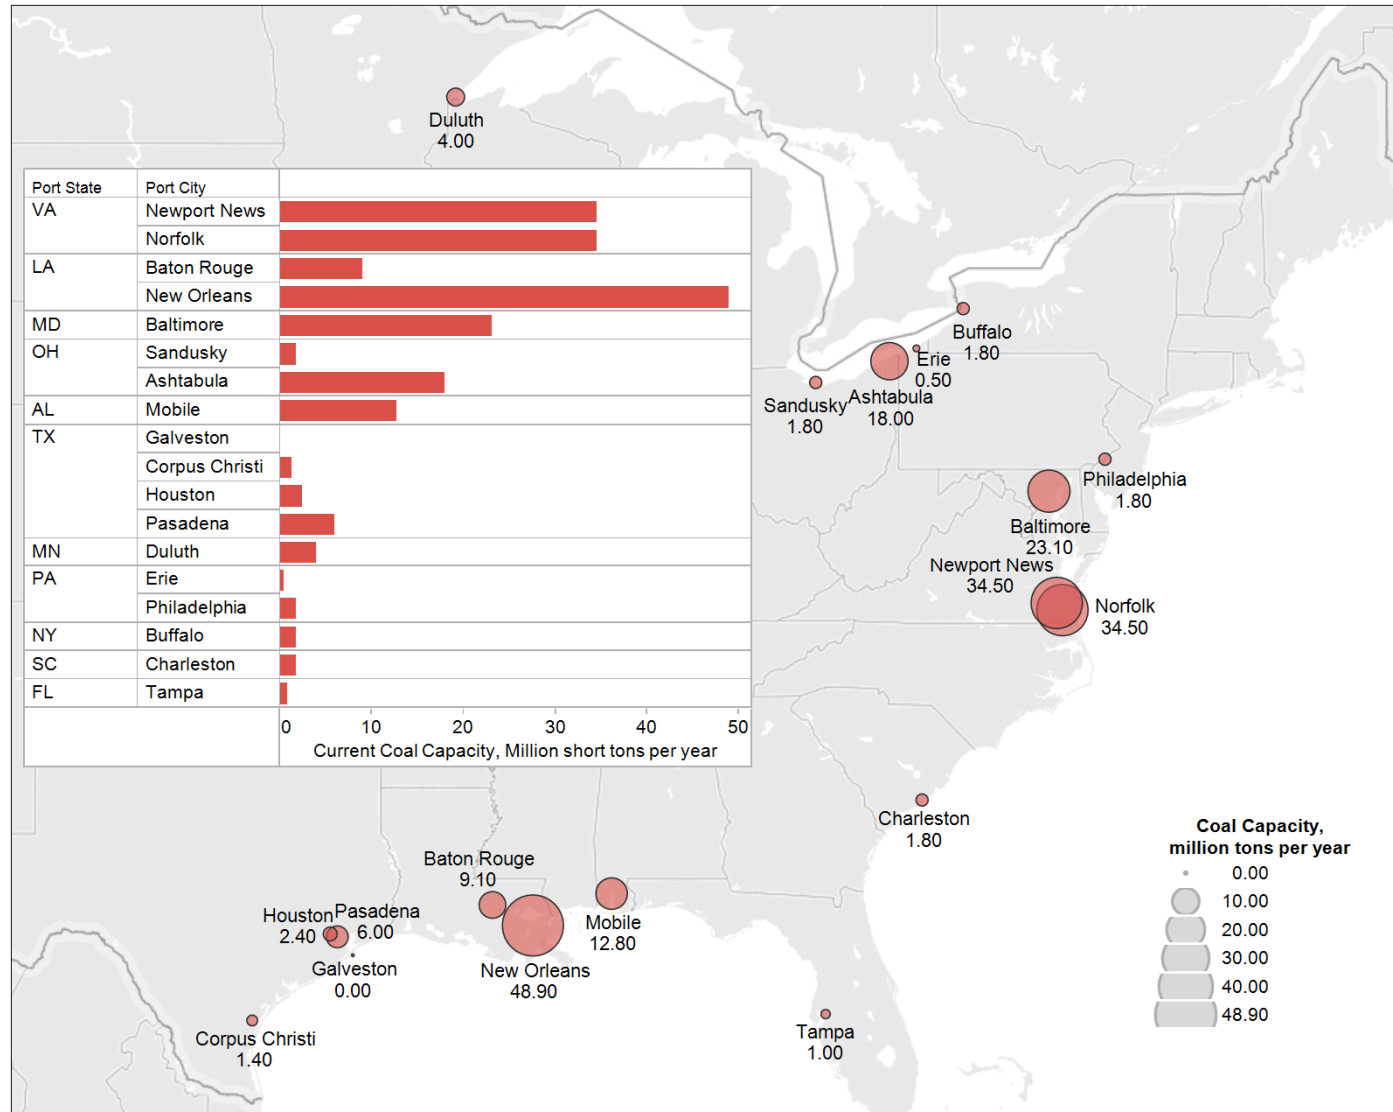 Duluth
4.00
Port State Port City
VA Newport News
Norfolk
LA Baton Rouge
New Orleans
MD Baltimore
OH Sandusky
Ashtabula
AL Mobile
TX Galveston
Corpus Christi
Houston
Pasadena
MN Duluth
PA Erie
Philadelphia
NY Buffalo
SC Charleston
FL Tampa
0 10 20 30 40 50
Current Coal Capacity, Million short tons per year
Buffalo
1.80
Erie
0.50
Sandusky
1.80
Ashtabula
18.00
Philadelphia
1.80
Baltimore
23.10
Newport News
34.50
Norfolk
34.50
Charleston
1.80
Baton Rouge
9.10
Houston
2.40
Pasadena
6.00
Galveston
0.00
New Orleans
48.90
Mobile
12.80
Corpus Christi
1.40
Tampa
1.00
Coal Capacity,
million tons per year
0.00
10.00
20.00
30.00
40.00
48.90